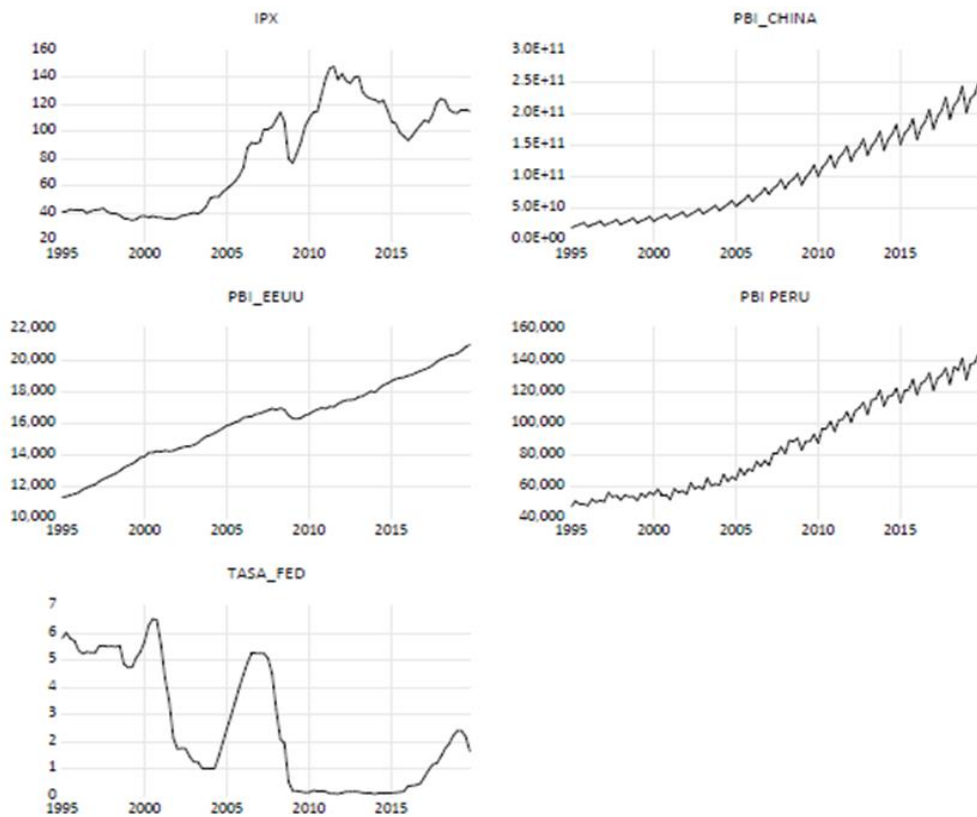 IPX
160
140
120
100
80
60
40
20
1995 2000 2005 2010 2015
PBI_CHINA
3.0E+11
2.5E+11
2.0E+11
1.5E+11
1.0E+11
5.0E+10
0.0E+00
1995 2000 2005 2010 2015
PBI_EEUU
22,000
20,000
18,000
16,000
14,000
12,000
10,000
1995 2000 2005 2010 2015
PBI PERU
160,000
140,000
120,000
100,000
80,000
60,000
40,000
1995 2000 2005 2010 2015
TASA_FED
7
6
5
4
3
2
1
0
1995 2000 2005 2010 2015